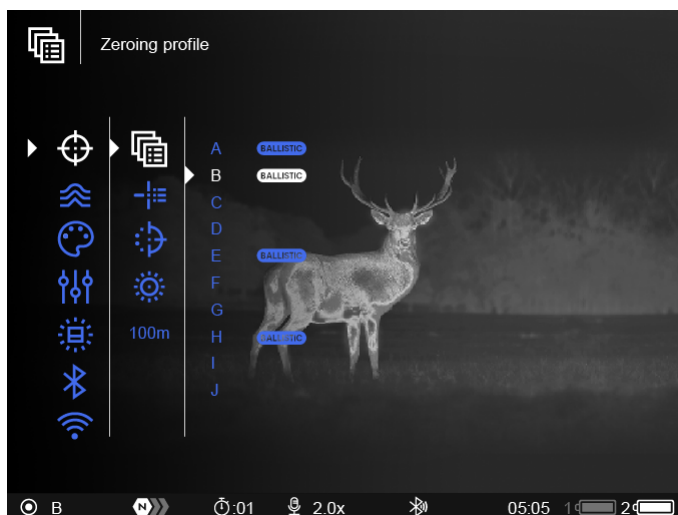 Zeroing profile
A BALLISTIC
B BALLISTIC
C
D
E BALLISTIC
F
G
100m
H BALLISTIC
I
J
B N :01 2.0x 05:05 1 2